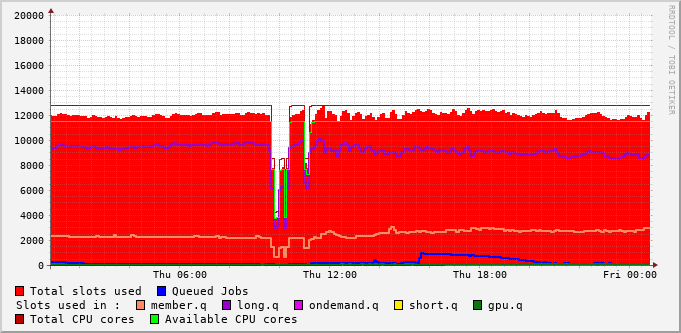 20000
18000
16000
14000
12000
10000
8000
6000
4000
2000
0
Thu 06:00 Thu 12:00 Thu 18:00 Fri 00:00
RRDTOOL / TOBI OETIKER
Total slots used Queued Jobs
Slots used in : member.q long.q ondemand.q short.q gpu.q
Total CPU cores Available CPU cores